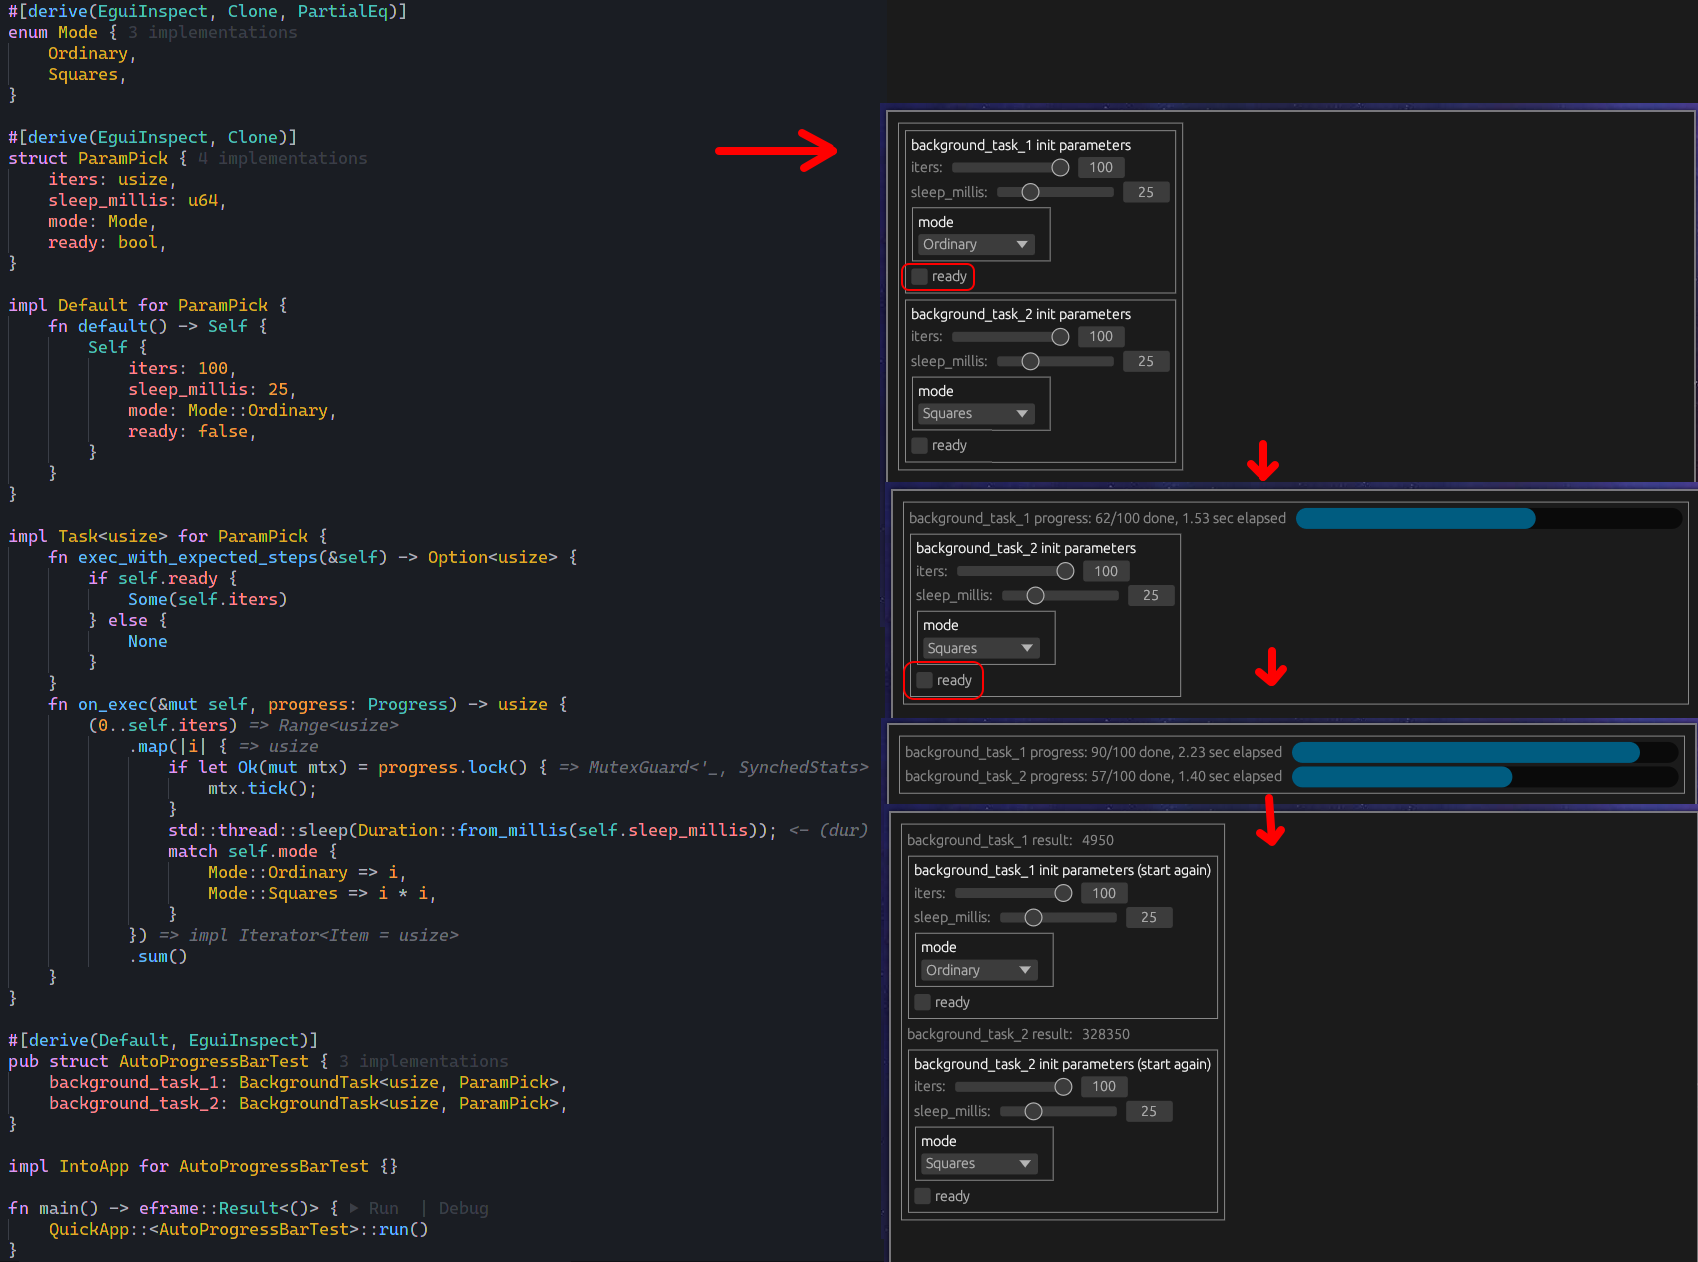 #[derive(EguiInspect, Clone, PartialEq)]
enum Mode { 3 implementations
    Ordinary,
    Squares,
}
#[derive(EguiInspect, Clone)]
struct ParamPick { 4 implementations
    iters: usize,
    sleep_millis: u64,
    mode: Mode,
    ready: bool,
}
impl Default for ParamPick {
    fn default() -> Self {
        Self {
            iters: 100,
            sleep_millis: 25,
            mode: Mode::Ordinary,
            ready: false,
        }
    }
}
impl Task<usize> for ParamPick {
    fn exec_with_expected_steps(&self) -> Option<usize> {
        if self.ready {
            Some(self.iters)
        } else {
            None
        }
    }
    fn on_exec(&mut self, progress: Progress) -> usize {
        (0..self.iters) => Range<usize>
            .map(|i| { => usize
                if let Ok(mut mtx) = progress.lock() { => MutexGuard<'_, SynchedStats>
                    mtx.tick();
                }
                std::thread::sleep(Duration::from_millis(self.sleep_millis)); <- (dur)
                match self.mode {
                    Mode::Ordinary => i,
                    Mode::Squares => i * i,
                }
            }) => impl Iterator<Item = usize>
            .sum()
    }
}
#[derive(Default, EguiInspect)]
pub struct AutoProgressBarTest { 3 implementations
    background_task_1: BackgroundTask<usize, ParamPick>,
    background_task_2: BackgroundTask<usize, ParamPick>,
}
impl IntoApp for AutoProgressBarTest {}
fn main() -> eframe::Result<()> { ▶ Run | Debug
    QuickApp::<AutoProgressBarTest>::run()
}
background_task_1 init parameters
iters: 100
sleep_millis: 25
mode
Ordinary
ready
background_task_2 init parameters
iters: 100
sleep_millis: 25
mode
Squares
ready
background_task_1 progress: 62/100 done, 1.53 sec elapsed
background_task_2 init parameters
iters: 100
sleep_millis: 25
mode
Squares
ready
background_task_1 progress: 90/100 done, 2.23 sec elapsed
background_task_2 progress: 57/100 done, 1.40 sec elapsed
background_task_1 result: 4950
background_task_1 init parameters (start again)
iters: 100
sleep_millis: 25
mode
Ordinary
ready
background_task_2 result: 328350
background_task_2 init parameters (start again)
iters: 100
sleep_millis: 25
mode
Squares
ready